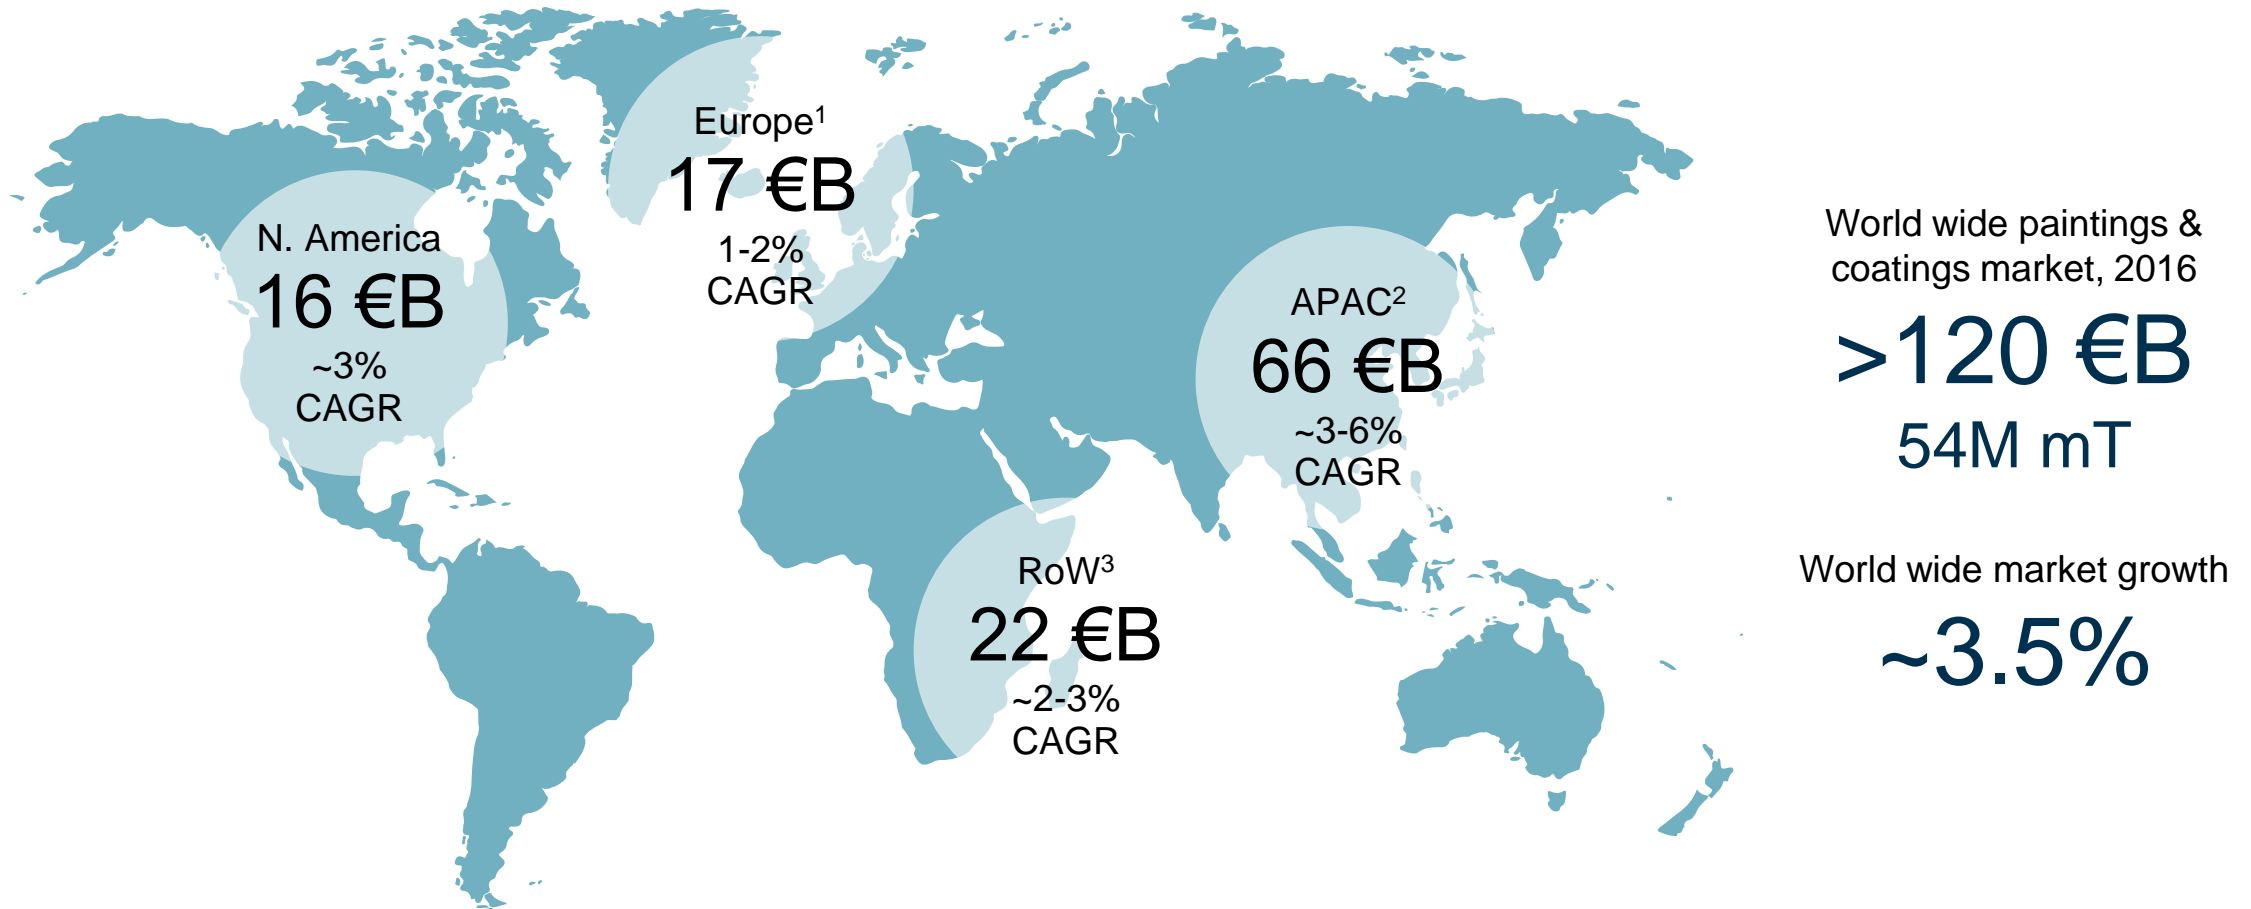 Europe¹
17 €B
1-2%
CAGR
N. America
16 €B
~3%
CAGR
APAC²
66 €B
~3-6%
CAGR
RoW³
22 €B
~2-3%
CAGR
World wide paintings &
coatings market, 2016
>120 €B
54M mT
World wide market growth
~3.5%